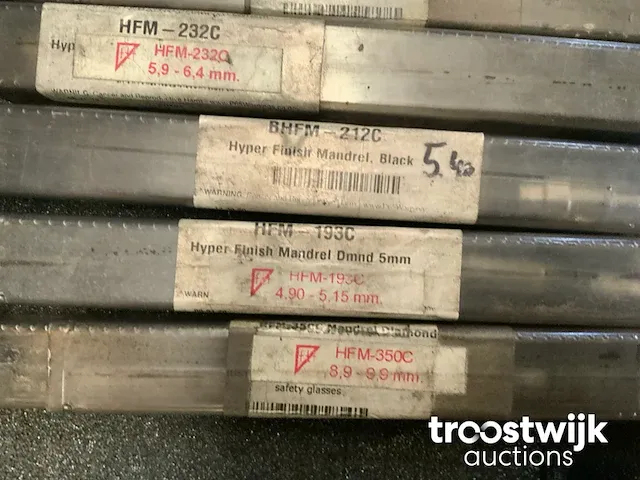 HFM-232C
HFM-232C
5,9 - 6,4 mm.
BHFM-212C
Hyper Finish Mandrel, Black
5.40
HFM-193C
Hyper Finish Mandrel Dmnd 5mm
HFM-193C
WARN
4,90 - 5,15 mm.
Mandrel Diamond
HFM-350C
8,9 - 9,9 mm.
safety glasses
troostwijk
auctions